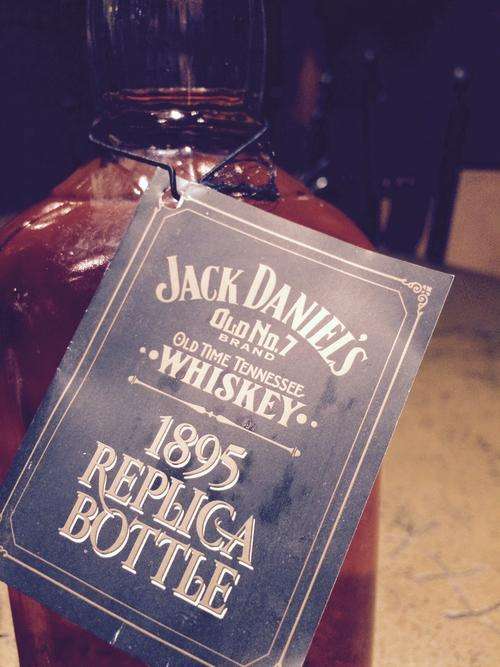 JACK DANIEL'S
OLD No. 7
BRAND
OLD TIME TENNESSEE
WHISKEY
1895
REPLICA
BOTTLE